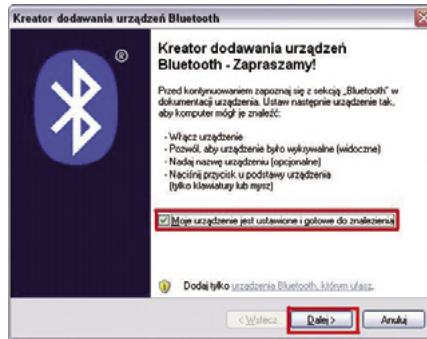 Kreator dodawania urządzeń Bluetooth
®
Kreator dodawania urządzeń
Bluetooth - Zapraszamy!
Przed kontynuowaniem zapoznaj się z sekcją „Bluetooth" w
dokumentacji urządzenia. Ustaw następnie urządzenie tak,
aby komputer mógł je znaleźć:
- Włącz urządzenie
- Pozwól, aby urządzenie było wykrywalne (widoczne)
- Nadaj nazwę urządzeniu (opcjonalne)
- Naciśnij przycisk u podstawy urządzenia
(tylko klawiatury lub mysz)
Moje urządzenie jest ustawione i gotowe do znalezienia
Dodaj tylko urządzenia Bluetooth, którym ufasz.
< Wstecz Dalej > Anuluj